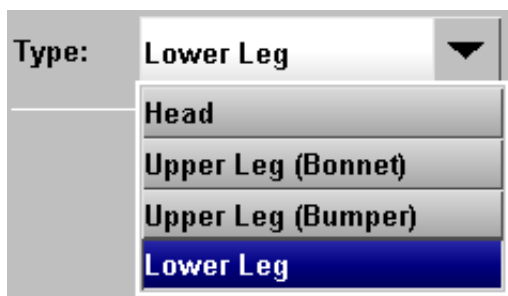 Type: Lower Leg
Head
Upper Leg (Bonnet)
Upper Leg (Bumper)
Lower Leg